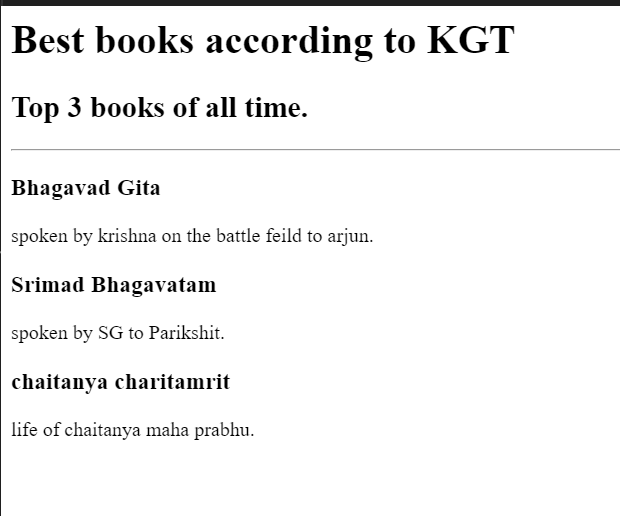 Best books according to KGT
Top 3 books of all time.
Bhagavad Gita
spoken by krishna on the battle feild to arjun.
Srimad Bhagavatam
spoken by SG to Parikshit.
chaitanya charitamrit
life of chaitanya maha prabhu.